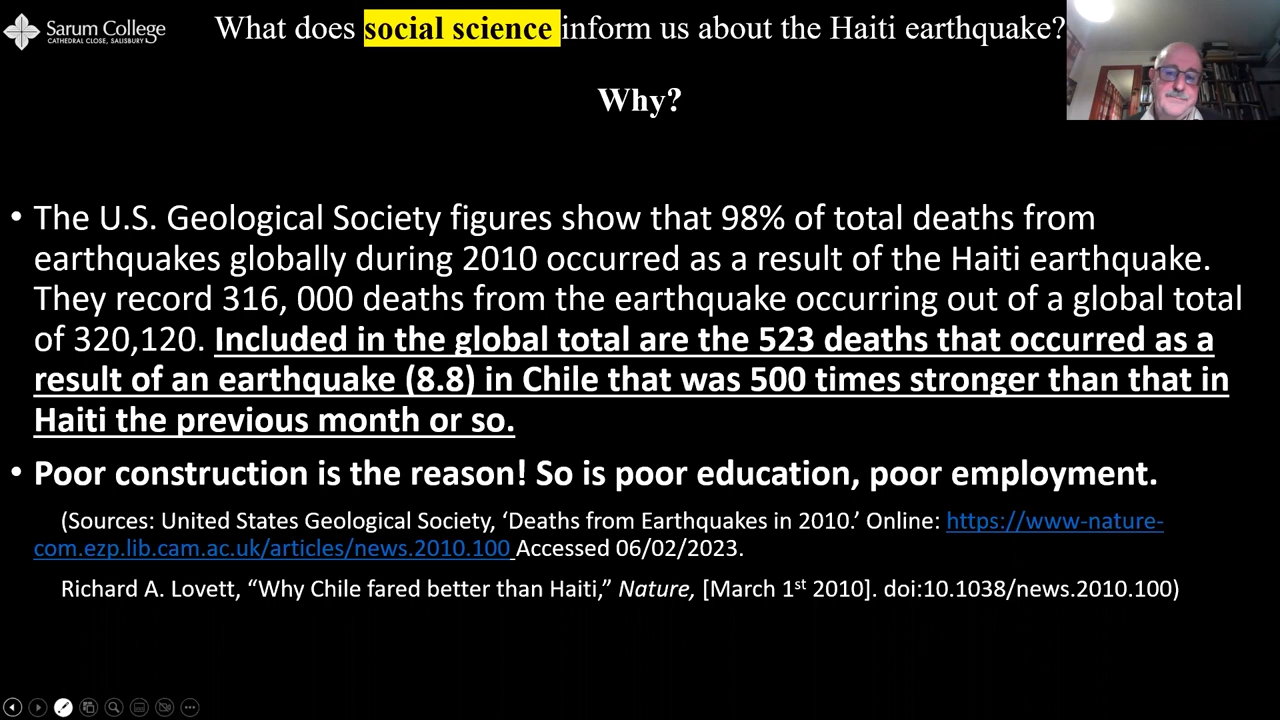 Sarum College
CATHEDRAL CLOSE, SALISBURY
What does social science inform us about the Haiti earthquake?
Why?
• The U.S. Geological Society figures show that 98% of total deaths from
earthquakes globally during 2010 occurred as a result of the Haiti earthquake.
They record 316, 000 deaths from the earthquake occurring out of a global total
of 320,120. Included in the global total are the 523 deaths that occurred as a
result of an earthquake (8.8) in Chile that was 500 times stronger than that in
Haiti the previous month or so.
• Poor construction is the reason! So is poor education, poor employment.
(Sources: United States Geological Society, ‘Deaths from Earthquakes in 2010.’ Online: https://www-nature-
com.ezp.lib.cam.ac.uk/articles/news.2010.100 Accessed 06/02/2023.
Richard A. Lovett, “Why Chile fared better than Haiti,” Nature, [March 1st 2010]. doi:10.1038/news.2010.100)